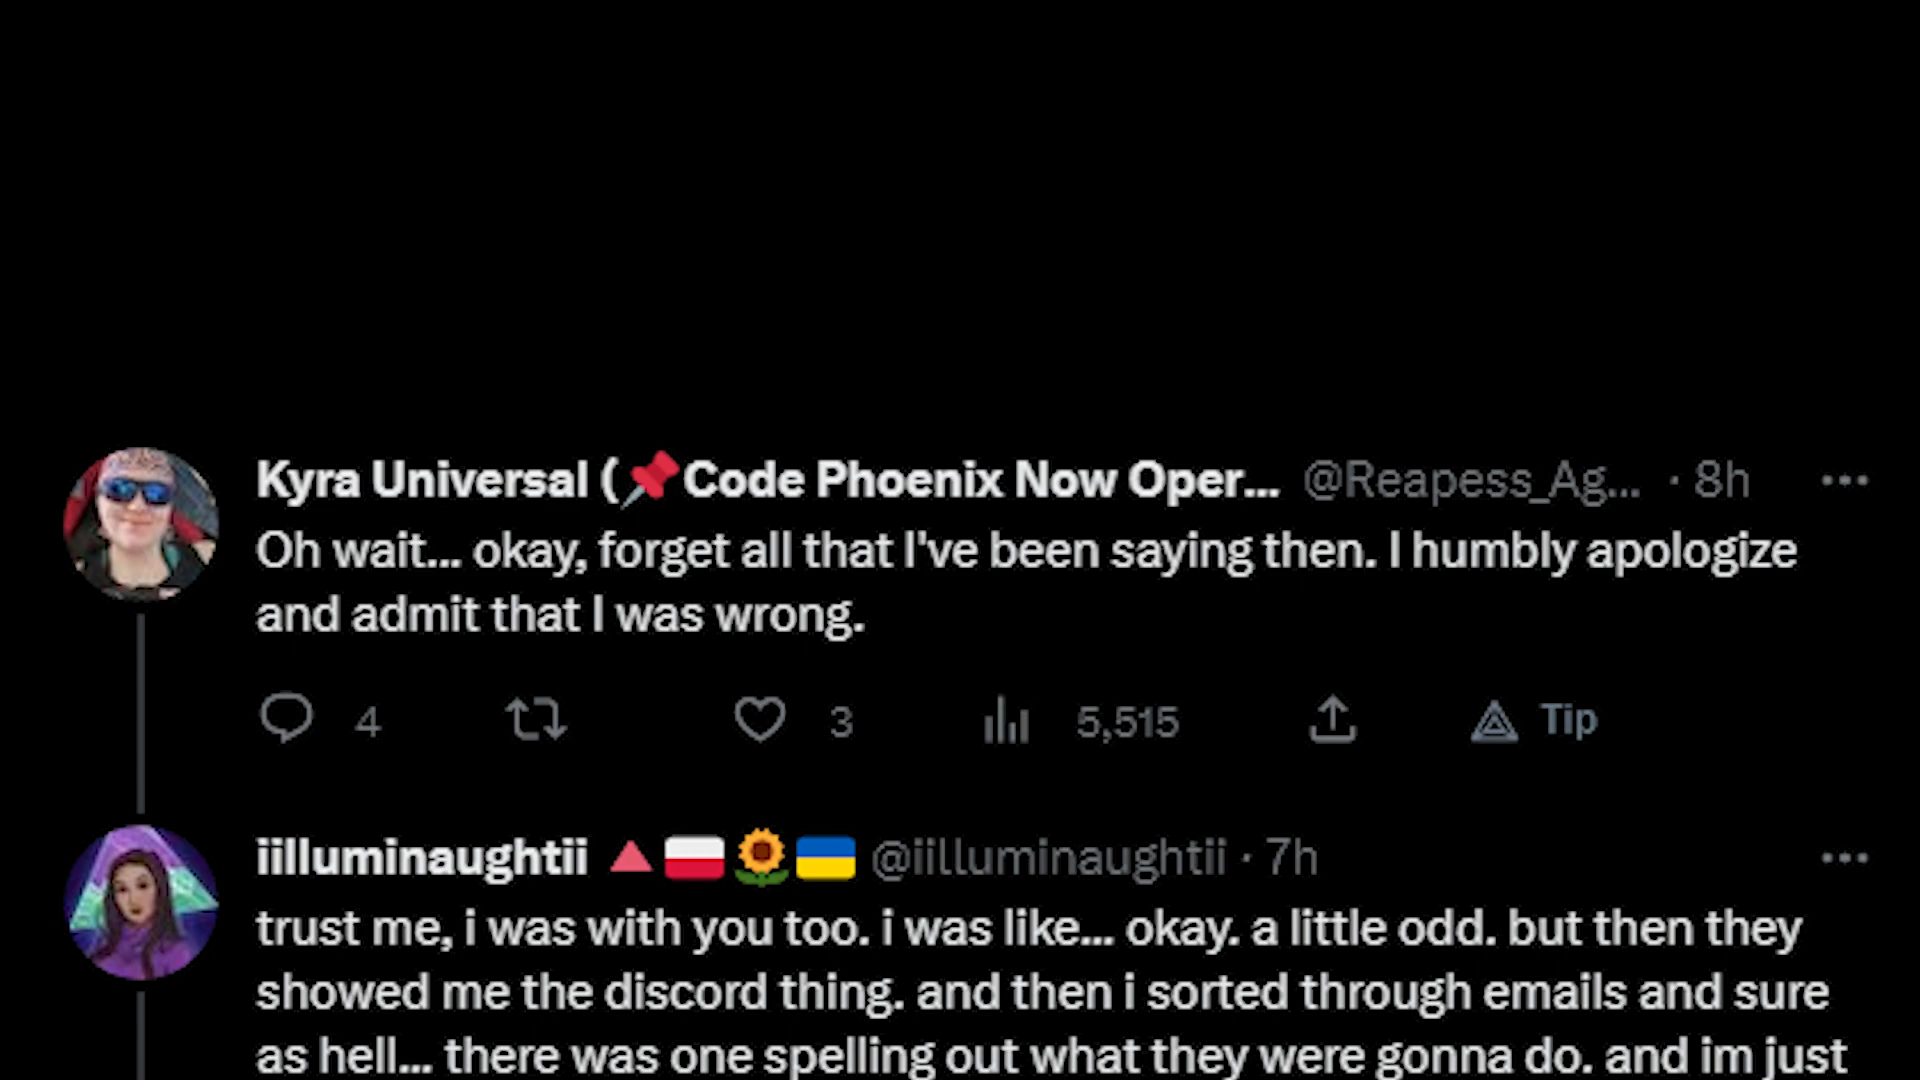 Kyra Universal (📌Code Phoenix Now Oper... @Reapess_Ag... · 8h
Oh wait... okay, forget all that I've been saying then. I humbly apologize
and admit that I was wrong.
4 3 5,515 Tip
iilluminaughtii 🔺🇵🇱🌻🇺🇦 @iilluminaughtii · 7h
trust me, i was with you too. i was like... okay. a little odd. but then they
showed me the discord thing. and then i sorted through emails and sure
as hell... there was one spelling out what they were gonna do. and im just